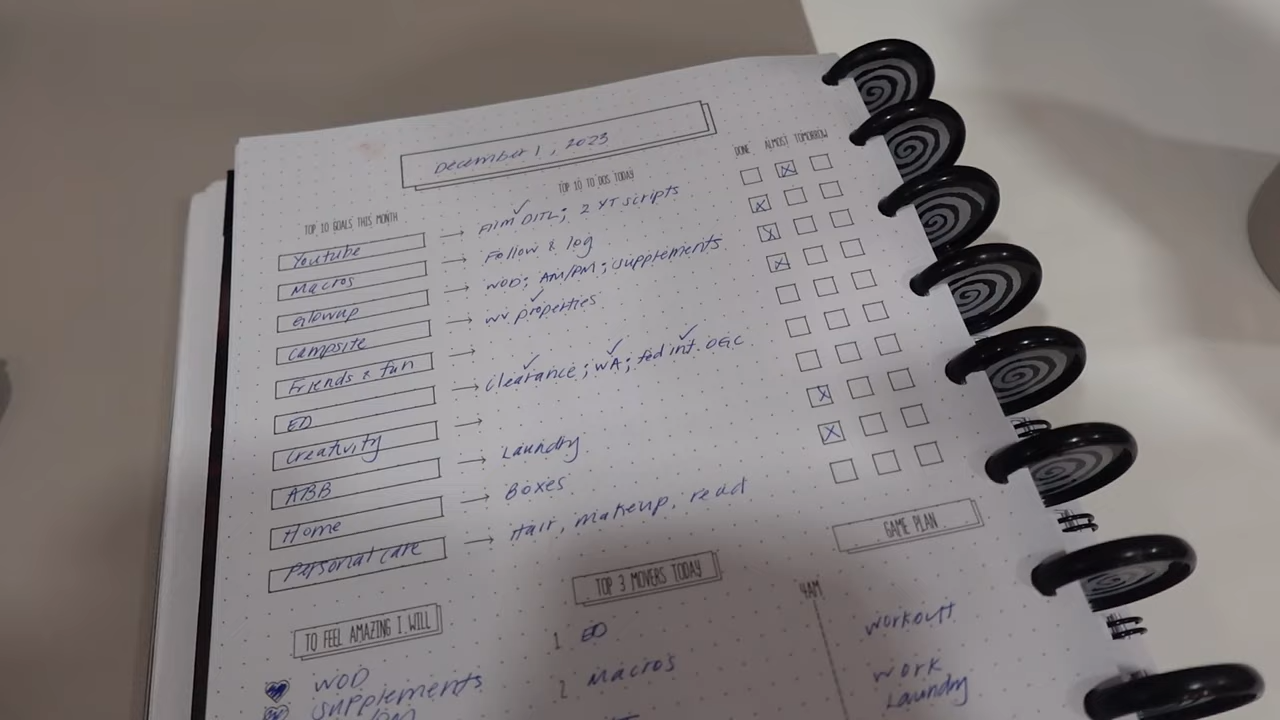 December 1, 2023
DONE ALMOST TOMORROW
TOP 10 GOALS THIS MONTH
TOP 10 TO DOS TODAY
Youtube → Film DITL; 2 YT scripts
Macros → Follow & log
Glowup → WOD; AM/PM; supplements
Campsite → WV properties
Friends & fun →
ED → Clearance; WA; fed int. OGC
Creativity →
ABB → Laundry
Home → Boxes
Personal care → Hair, makeup, read
GAME PLAN
TOP 3 MOVERS TODAY
4AM
TO FEEL AMAZING I WILL
1 ED
workout
WOD
2 Macros
work
supplements
Laundry